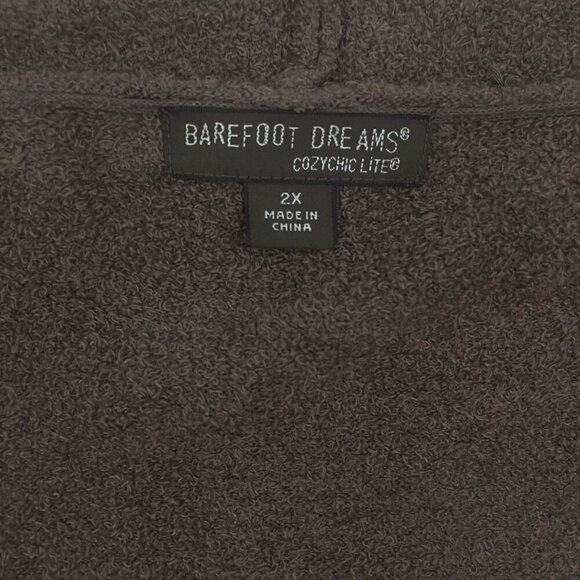 BAREFOOT DREAMS®
COZYCHIC LITE®
2X
MADE IN
CHINA